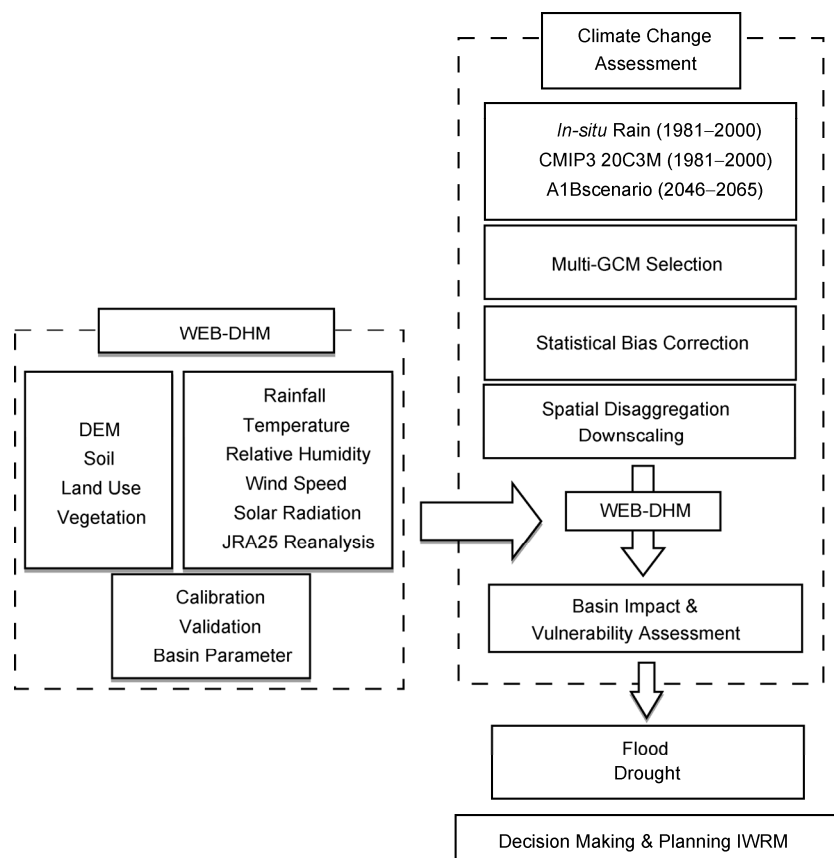 Climate Change
Assessment
In-situ Rain (1981–2000)
CMIP3 20C3M (1981–2000)
A1Bscenario (2046–2065)
Multi-GCM Selection
Statistical Bias Correction
Spatial Disaggregation
Downscaling
WEB-DHM
Basin Impact &
Vulnerability Assessment
Flood
Drought
Decision Making & Planning IWRM
WEB-DHM
DEM
Soil
Land Use
Vegetation
Rainfall
Temperature
Relative Humidity
Wind Speed
Solar Radiation
JRA25 Reanalysis
Calibration
Validation
Basin Parameter